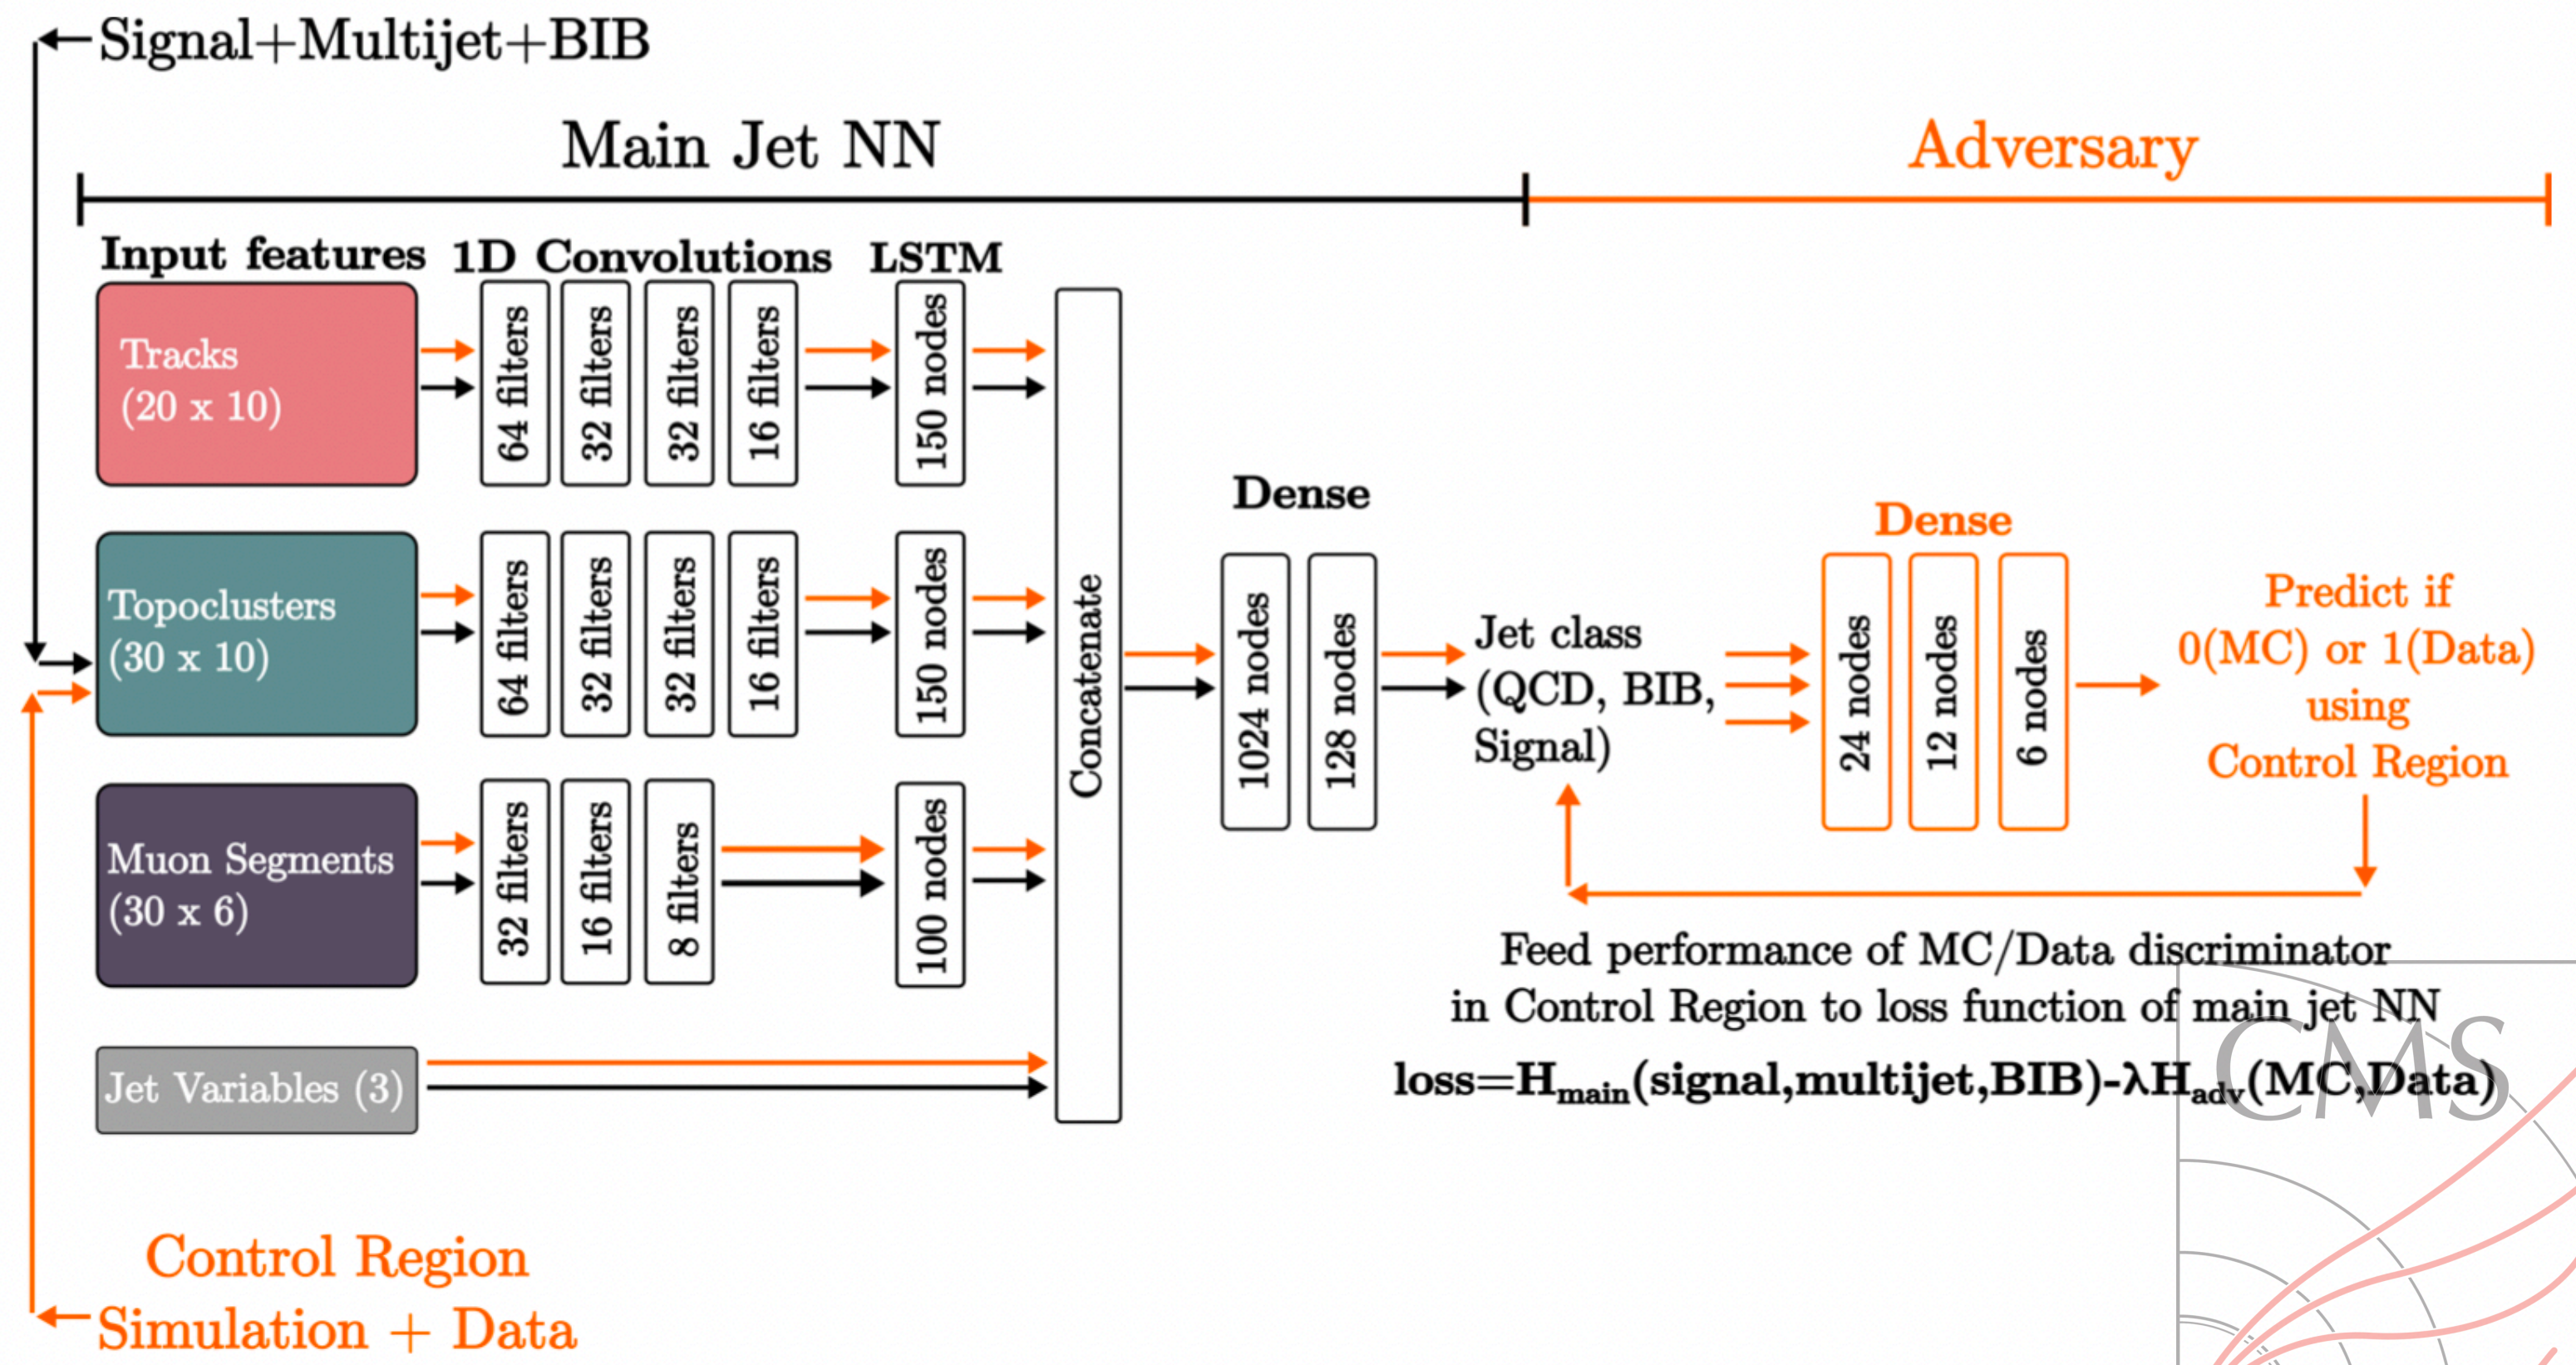 Signal+Multijet+BIB
Main Jet NN
Adversary
Input features
1D Convolutions
LSTM
Tracks
(20 x 10)
64 filters
32 filters
32 filters
16 filters
150 nodes
Topoclusters
(30 x 10)
64 filters
32 filters
32 filters
16 filters
150 nodes
Muon Segments
(30 x 6)
32 filters
16 filters
8 filters
100 nodes
Jet Variables (3)
Concatenate
Dense
1024 nodes
128 nodes
Jet class
(QCD, BIB,
Signal)
Dense
24 nodes
12 nodes
6 nodes
Predict if
0(MC) or 1(Data)
using
Control Region
Feed performance of MC/Data discriminator
in Control Region to loss function of main jet NN
loss=Hmain(signal,multijet,BIB)-λHadv(MC,Data)
CMS
Control Region
Simulation + Data